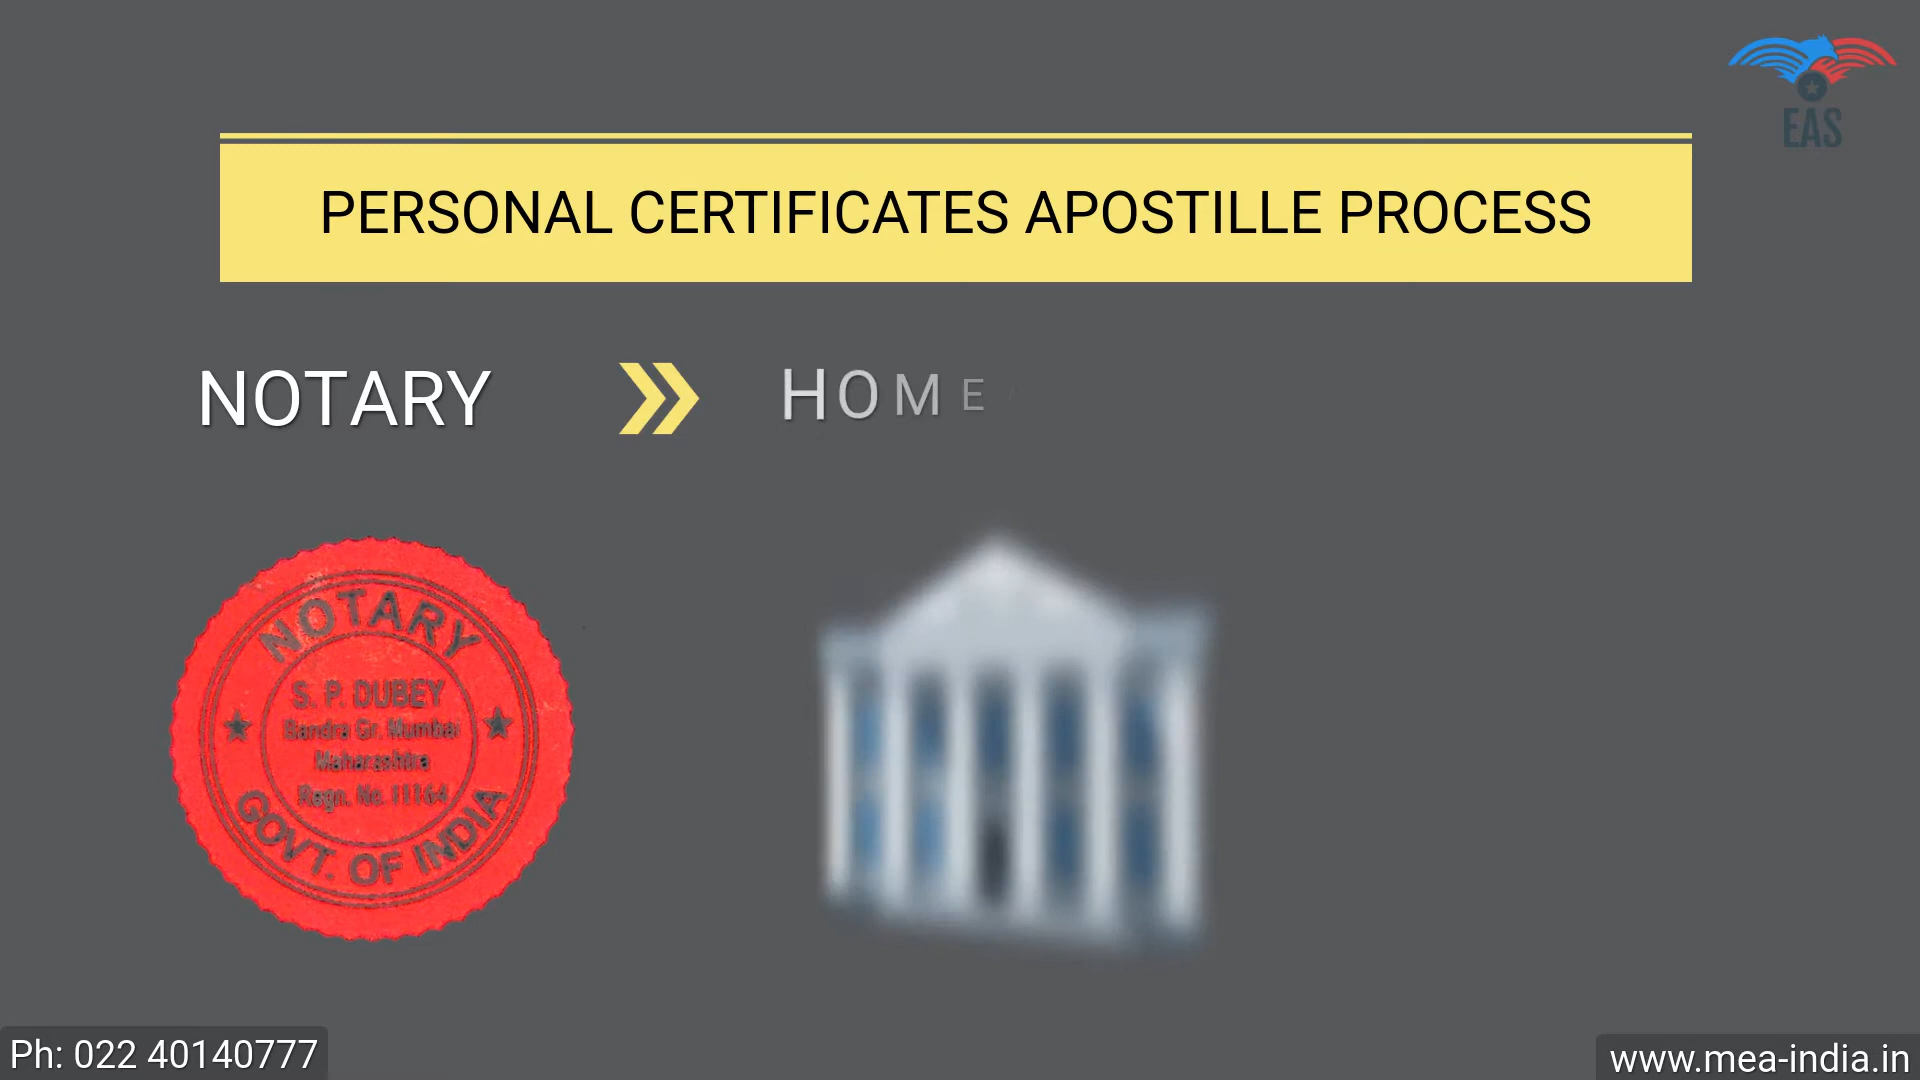 EAS
PERSONAL CERTIFICATES APOSTILLE PROCESS
NOTARY
HOME
NOTARY
S. P. DUBEY
Bandra Gr. Mumbai
Maharashtra
Regn. No. 11164
GOVT. OF INDIA
Ph: 022 40140777
www.mea-india.in